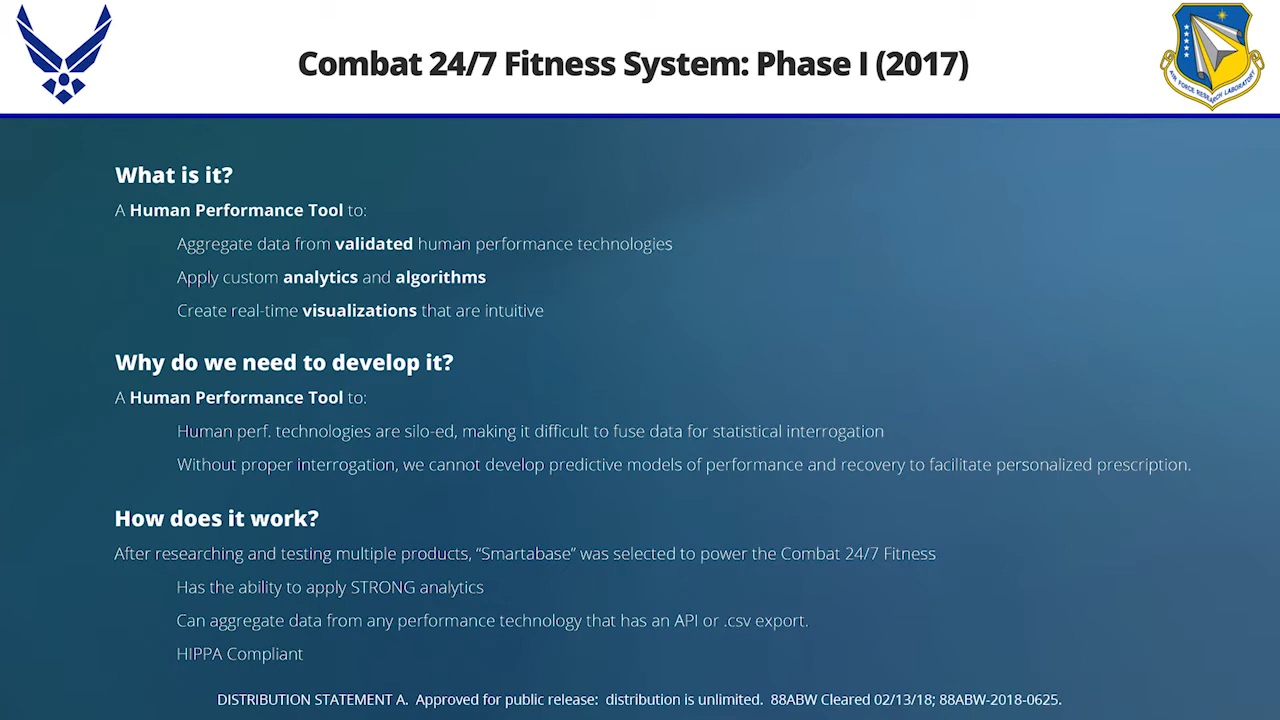 Combat 24/7 Fitness System: Phase I (2017)
AIR FORCE RESEARCH LABORATORY
What is it?
A Human Performance Tool to:
Aggregate data from validated human performance technologies
Apply custom analytics and algorithms
Create real-time visualizations that are intuitive
Why do we need to develop it?
A Human Performance Tool to:
Human perf. technologies are silo-ed, making it difficult to fuse data for statistical interrogation
Without proper interrogation, we cannot develop predictive models of performance and recovery to facilitate personalized prescription.
How does it work?
After researching and testing multiple products, “Smartabase” was selected to power the Combat 24/7 Fitness
Has the ability to apply STRONG analytics
Can aggregate data from any performance technology that has an API or .csv export.
HIPPA Compliant
DISTRIBUTION STATEMENT A. Approved for public release: distribution is unlimited. 88ABW Cleared 02/13/18; 88ABW-2018-0625.